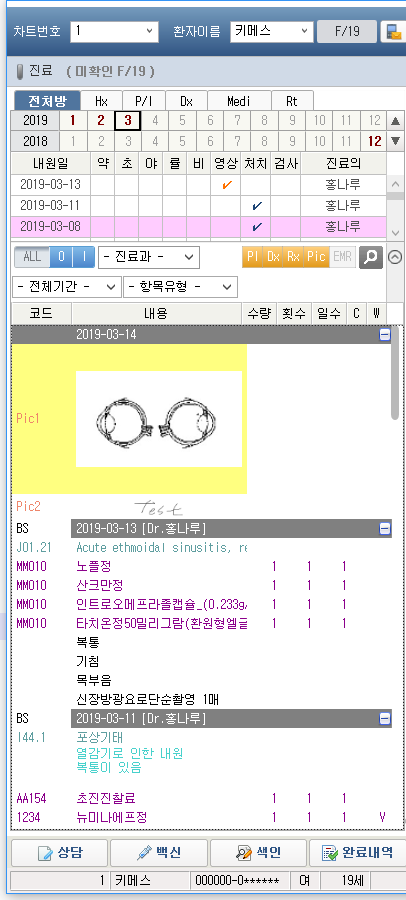 차트번호 1 환자이름 키메스 F/19
진료 ( 미확인 F/19 )
전처방 Hx P/I Dx Medi Rt
2019 1 2 3 4 5 6 7 8 9 10 11 12
2018 1 2 3 4 5 6 7 8 9 10 11 12
내원일 약 초 야 률 비 영상 처치 검사 진료의
2019-03-13 ✔ 홍나루
2019-03-11 ✔ 홍나루
2019-03-08 ✔ 홍나루
ALL O I - 진료과 - PI Dx Rx Pic EMR
- 전체기간 - - 항목유형 -
코드 내용 수량 횟수 일수 C W
2019-03-14
Pic1
Pic2 Test
BS 2019-03-13 [Dr.홍나루]
J01.21 Acute ethmoidal sinusitis, re
MM010 노플정 1 1 1
MM010 산크만정 1 1 1
MM010 인트로오메프라졸캡슐_(0.233g/ 1 1 1
MM010 타치온정50밀리그람(환원형엘글 1 1 1
복통
기침
목부음
신장방광요로단순촬영 1매
BS 2019-03-11 [Dr.홍나루]
I44.1 포상기태
열감기로 인한 내원
복통이 있음
AA154 초진진찰료 1 1 1
1234 뉴미나에프정 1 1 1 V
상담 백신 색인 완료내역
1 키메스 000000-0****** 여 19세